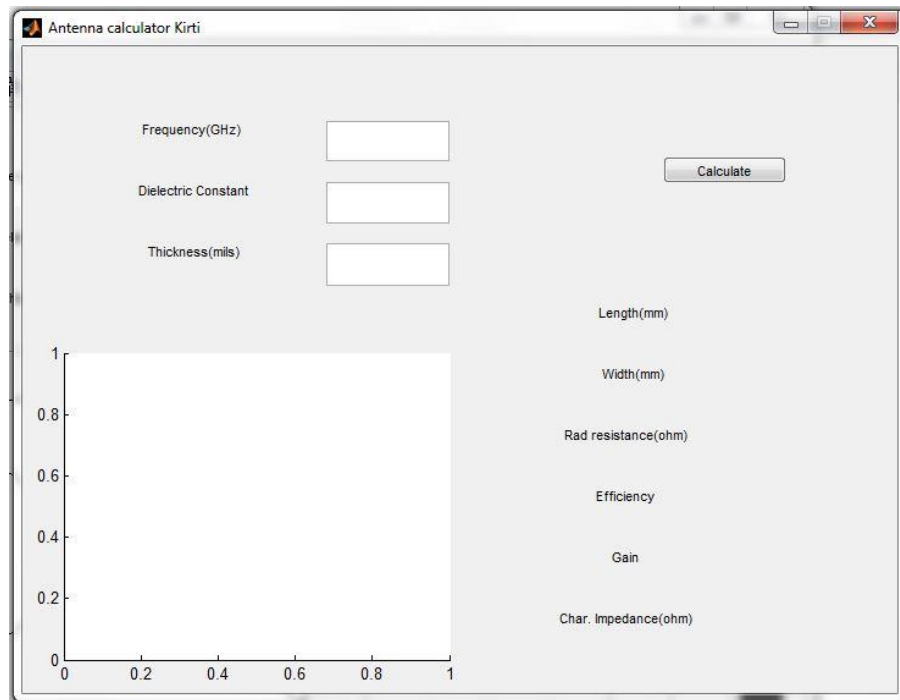 Antenna calculator Kirti
Frequency(GHz)
Calculate
Dielectric Constant
Thickness(mils)
Length(mm)
Width(mm)
Rad resistance(ohm)
Efficiency
Gain
Char. Impedance(ohm)
1
0.8
0.6
0.4
0.2
0
0 0.2 0.4 0.6 0.8 1